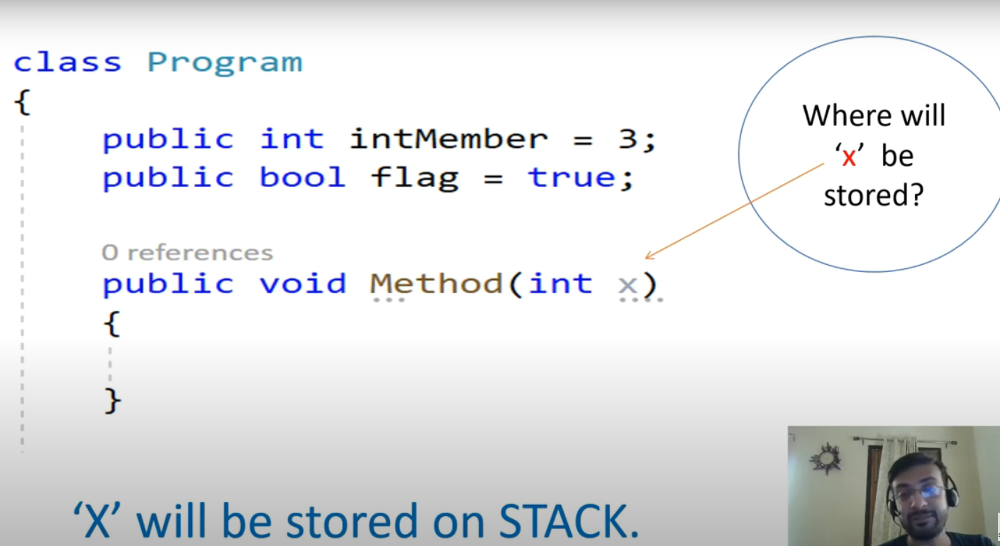 class Program
{
public int intMember = 3;
public bool flag = true;
0 references
public void Method(int x)
{
}
Where will
‘x’ be
stored?
‘X’ will be stored on STACK.